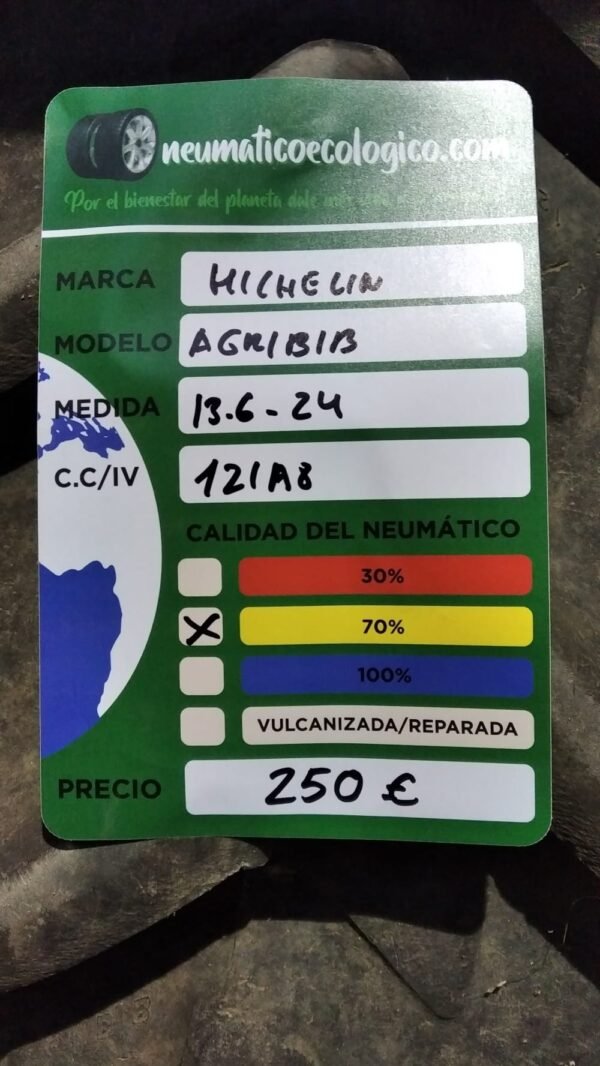 neumaticoecologico.com
Por el bienestar del planeta dale
MARCA MICHELIN
MODELO AGRIBIB
MEDIDA 13.6-24
C.C/IV 121A8
CALIDAD DEL NEUMÁTICO
30%
X 70%
100%
VULCANIZADA/REPARADA
PRECIO 250 €